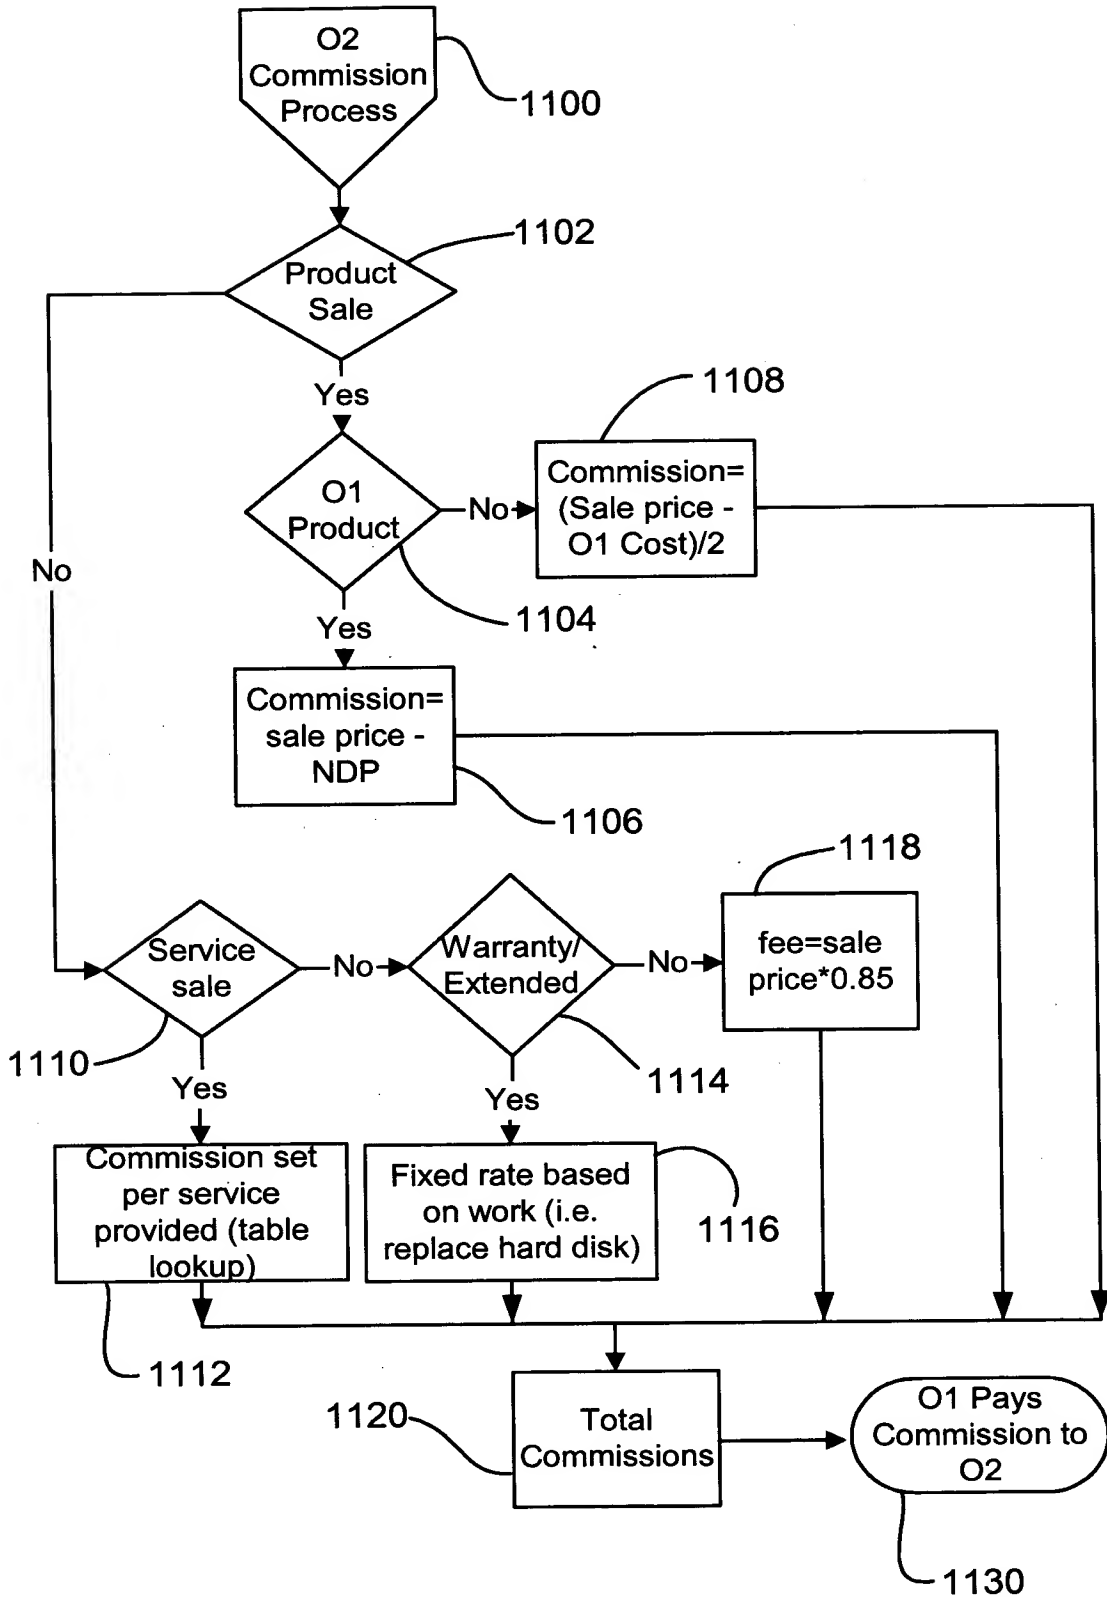 O2
Commission
Process
1100
1102
Product
Sale
Yes
1108
O1
Product
No
Commission=
(Sale price -
O1 Cost)/2
No
1104
Yes
Commission=
sale price -
NDP
1106
1118
Service
sale
No
Warranty/
Extended
No
fee=sale
price*0.85
1110
1114
Yes
Yes
Commission set
per service
provided (table
lookup)
Fixed rate based
on work (i.e.
replace hard disk)
1116
1112
1120
Total
Commissions
O1 Pays
Commission to
O2
1130